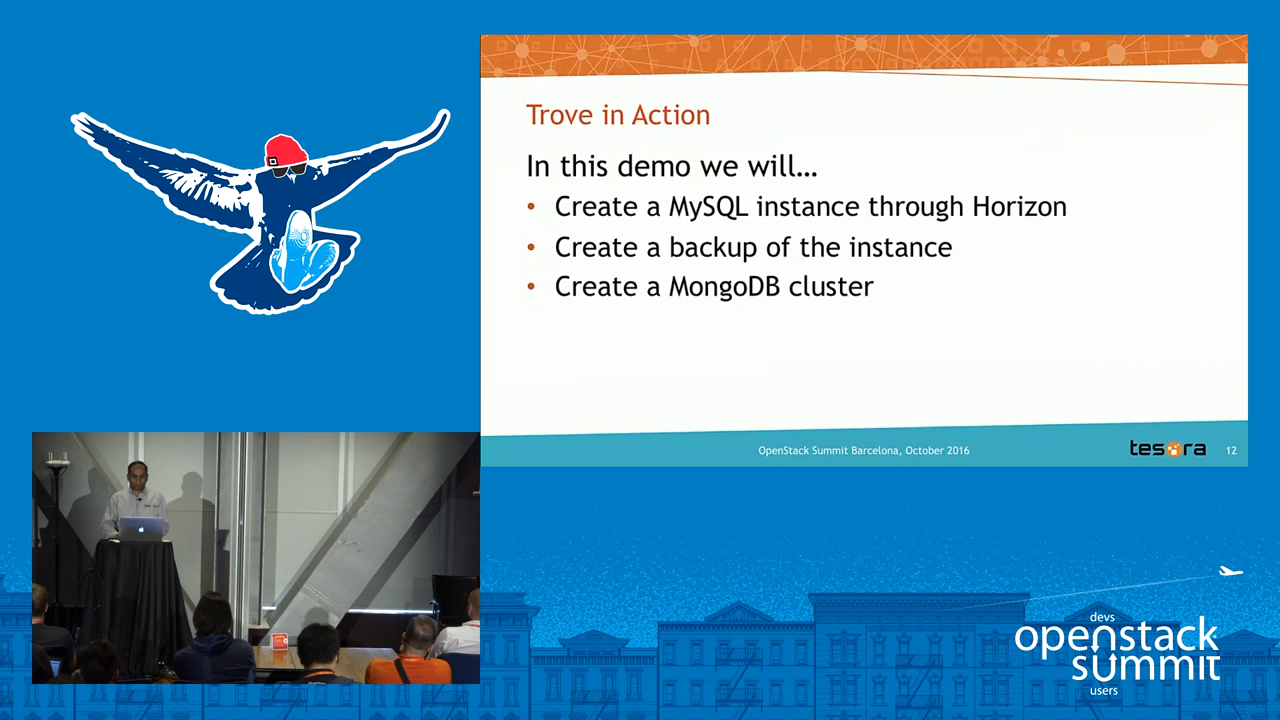 Trove in Action
In this demo we will…
• Create a MySQL instance through Horizon
• Create a backup of the instance
• Create a MongoDB cluster
OpenStack Summit Barcelona, October 2016
tesora
12
devs
openstack
summit
users